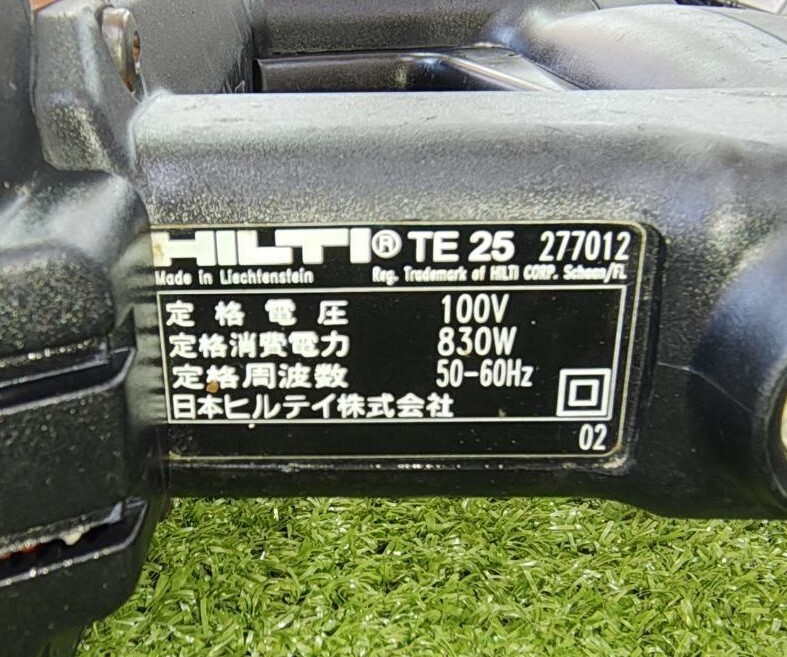 HILTI® TE 25 277012
Made in Liechtenstein Reg. Trademark of HILTI CORP. Schaan/FL
定格電圧 100V
定格消費電力 830W
定格周波数 50-60Hz
日本ヒルテイ株式会社
02